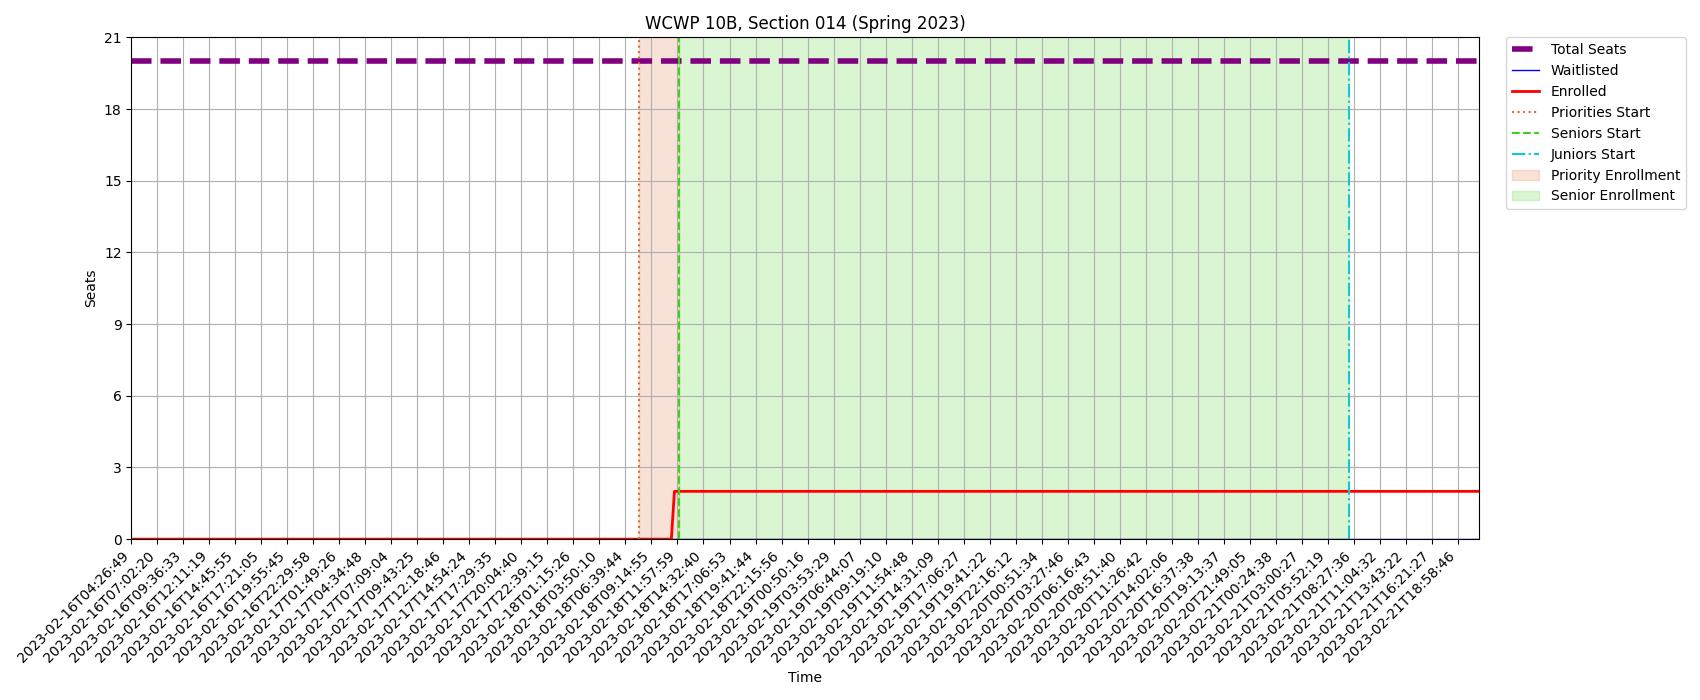 WCWP 10B, Section 014 (Spring 2023)
21
18
15
12
9
6
3
0
Seats
Total Seats
Waitlisted
Enrolled
Priorities Start
Seniors Start
Juniors Start
Priority Enrollment
Senior Enrollment
2023-02-16T04:26:49
2023-02-16T07:02:20
2023-02-16T09:36:33
2023-02-16T12:11:19
2023-02-16T14:45:55
2023-02-16T17:21:05
2023-02-16T19:55:45
2023-02-16T22:29:58
2023-02-17T01:49:26
2023-02-17T04:34:48
2023-02-17T07:09:04
2023-02-17T09:43:25
2023-02-17T12:18:46
2023-02-17T14:54:24
2023-02-17T17:29:35
2023-02-17T20:04:40
2023-02-17T22:39:15
2023-02-18T01:15:26
2023-02-18T03:50:10
2023-02-18T06:39:44
2023-02-18T09:14:55
2023-02-18T11:57:59
2023-02-18T14:32:40
2023-02-18T17:06:53
2023-02-18T19:41:44
2023-02-18T22:15:56
2023-02-19T00:50:16
2023-02-19T03:53:29
2023-02-19T06:44:07
2023-02-19T09:19:10
2023-02-19T11:54:48
2023-02-19T14:31:09
2023-02-19T17:06:27
2023-02-19T19:41:22
2023-02-19T22:16:12
2023-02-20T00:51:34
2023-02-20T03:27:46
2023-02-20T06:16:43
2023-02-20T08:51:40
2023-02-20T11:26:42
2023-02-20T14:02:06
2023-02-20T16:37:38
2023-02-20T19:13:37
2023-02-20T21:49:05
2023-02-21T00:24:38
2023-02-21T03:00:27
2023-02-21T05:52:19
2023-02-21T08:27:36
2023-02-21T11:04:32
2023-02-21T13:43:22
2023-02-21T16:21:27
2023-02-21T18:58:46
Time